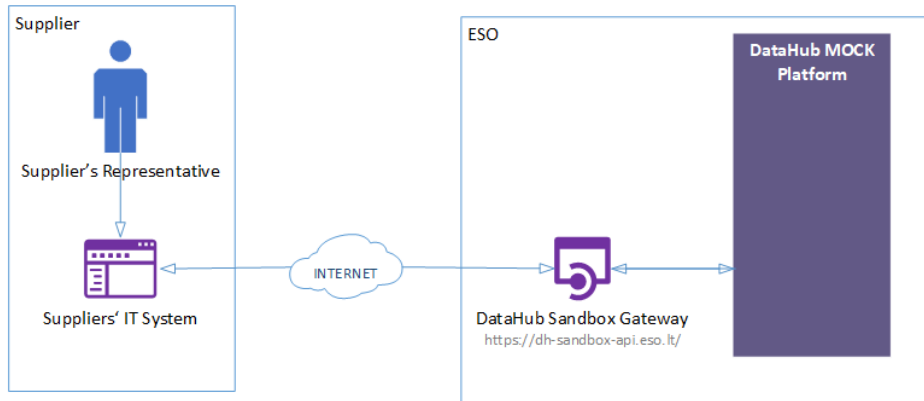 Supplier
Supplier's Representative
Suppliers‘ IT System
INTERNET
ESO
DataHub Sandbox Gateway
https://dh-sandbox-api.eso.lt/
DataHub MOCK
Platform